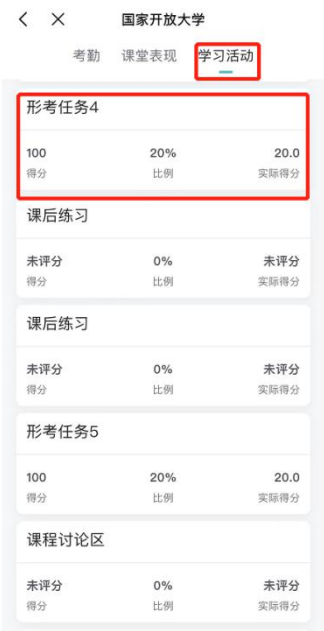 国家开放大学
考勤 课堂表现 学习活动
形考任务4
100 20% 20.0
得分 比例 实际得分
课后练习
未评分 0% 未评分
得分 比例 实际得分
课后练习
未评分 0% 未评分
得分 比例 实际得分
形考任务5
100 20% 20.0
得分 比例 实际得分
课程讨论区
未评分 0% 未评分
得分 比例 实际得分